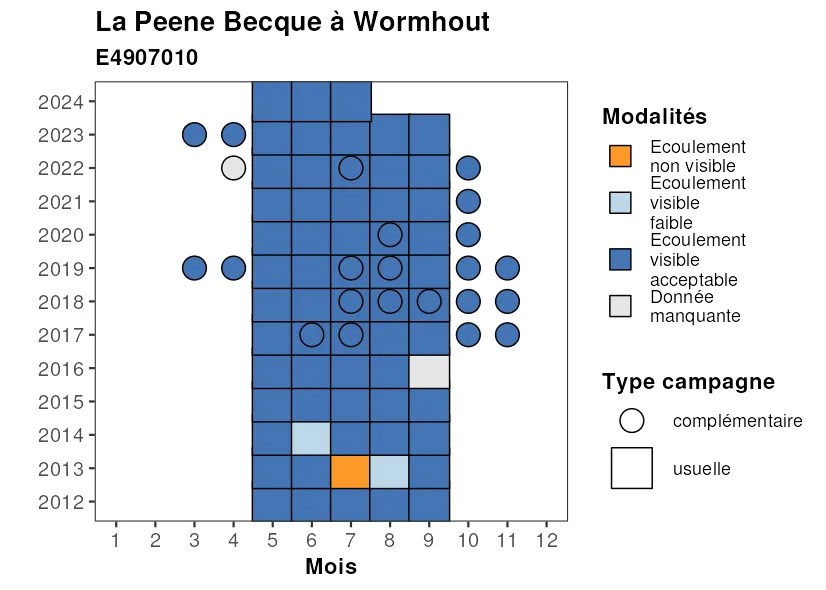 La Peene Becque à Wormhout
E4907010
2024
2023
2022
2021
2020
2019
2018
2017
2016
2015
2014
2013
2012
1 2 3 4 5 6 7 8 9 10 11 12
Mois
Modalités
Ecoulement
non visible
Ecoulement
visible
faible
Ecoulement
visible
acceptable
Donnée
manquante
Type campagne
complémentaire
usuelle